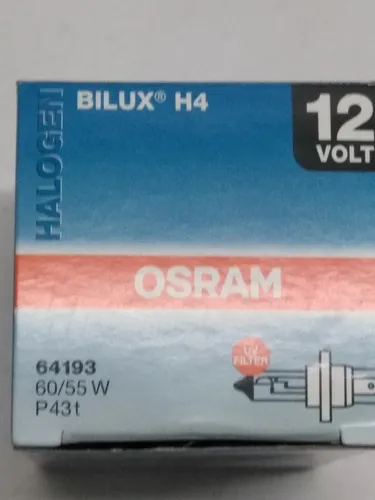 HALOGEN
BILUX® H4
12
VOLT
OSRAM
UV
FILTER
64193
60/55 W
P43t